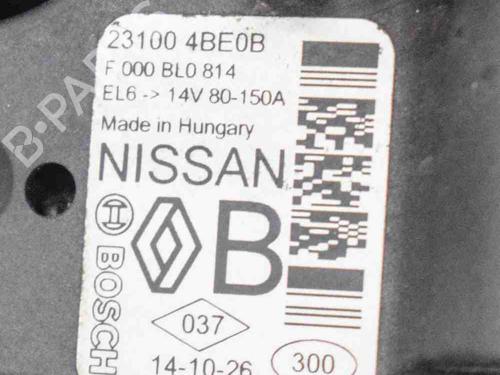 23100 4BE0B
F 000 BL0 814
EL6 -> 14V 80-150A
Made in Hungary
NISSAN
B
BOSCH
037
14-10-26
300
B-PARTS